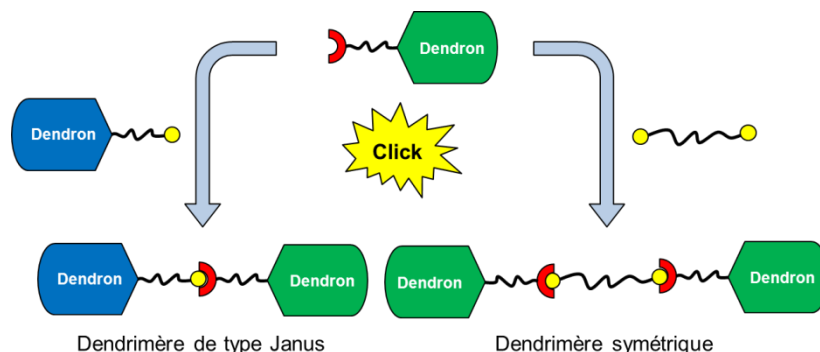 Dendron
Dendron
Click
Dendron
Dendron
Dendron
Dendron
Dendrimère de type Janus
Dendrimère symétrique